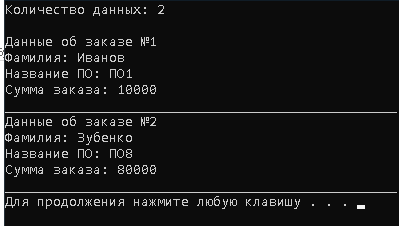 Количество данных: 2
Данные об заказе №1
Фамилия: Иванов
Название ПО: ПО1
Сумма заказа: 10000
Данные об заказе №2
Фамилия: Зубенко
Название ПО: ПО8
Сумма заказа: 80000
Для продолжения нажмите любую клавишу . . .